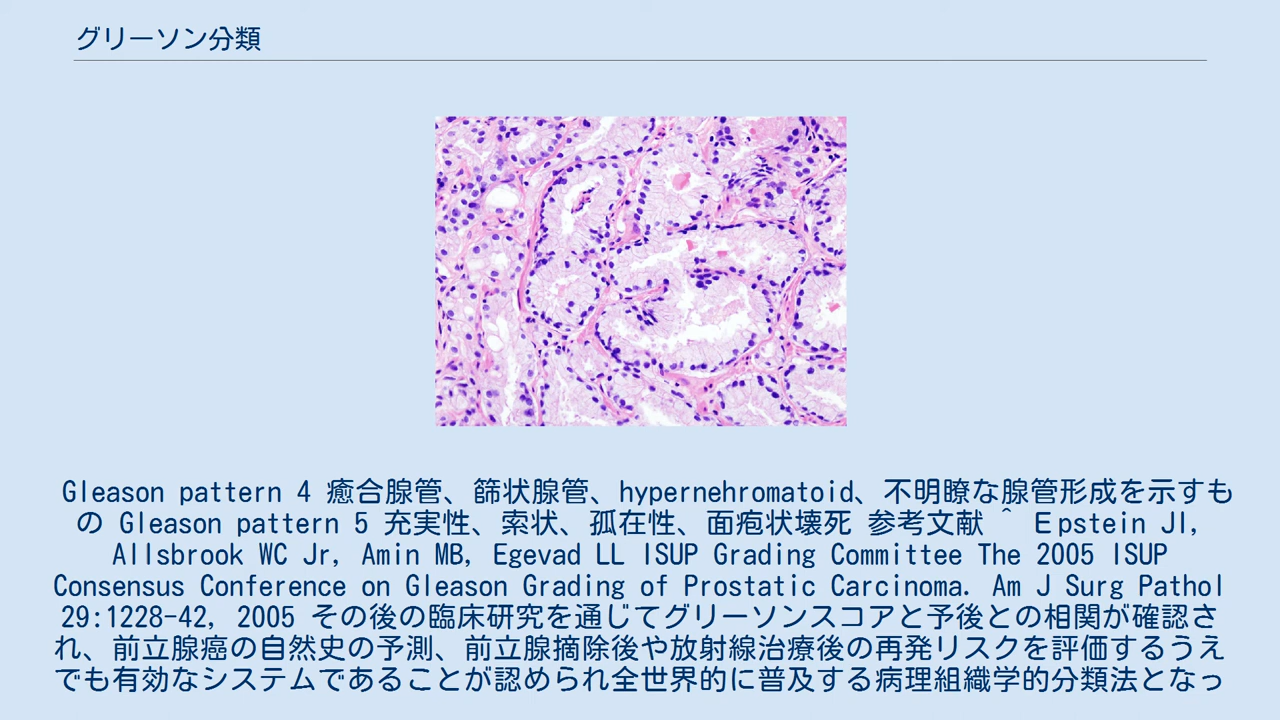 グリーソン分類
Gleason pattern 4 癒合腺管、篩状腺管、hypernehromatoid、不明瞭な腺管形成を示すも
の Gleason pattern 5 充実性、索状、孤在性、面疱状壊死 参考文献 ^ Epstein JI,
Allsbrook WC Jr, Amin MB, Egevad LL ISUP Grading Committee The 2005 ISUP
Consensus Conference on Gleason Grading of Prostatic Carcinoma. Am J Surg Pathol
29:1228-42, 2005 その後の臨床研究を通じてグリーソンスコアと予後との相関が確認さ
れ、前立腺癌の自然史の予測、前立腺摘除後や放射線治療後の再発リスクを評価するうえ
でも有効なシステムであることが認められ全世界的に普及する病理組織学的分類法となっ